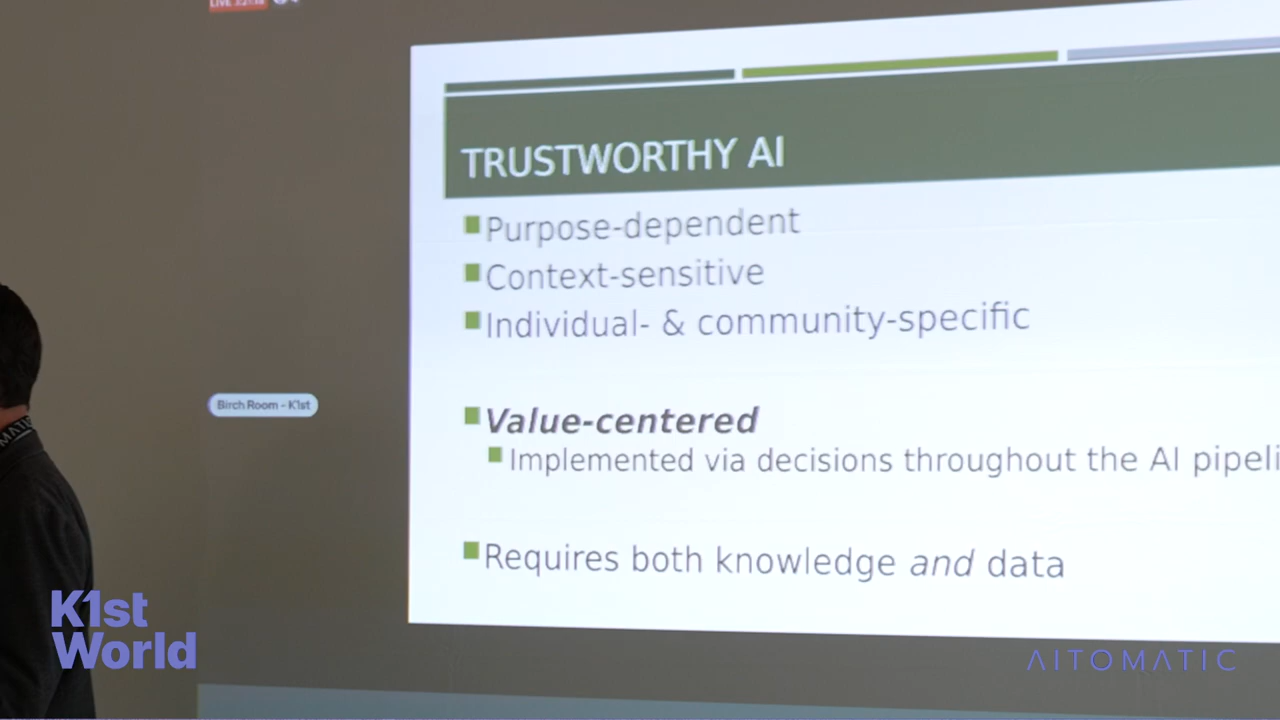 LIVE
TRUSTWORTHY AI
Purpose-dependent
Context-sensitive
Individual- & community-specific
Birch Room - K1st
Value-centered
Implemented via decisions throughout the AI pipeli
Requires both knowledge and data
K1st
World
AITOMATIC